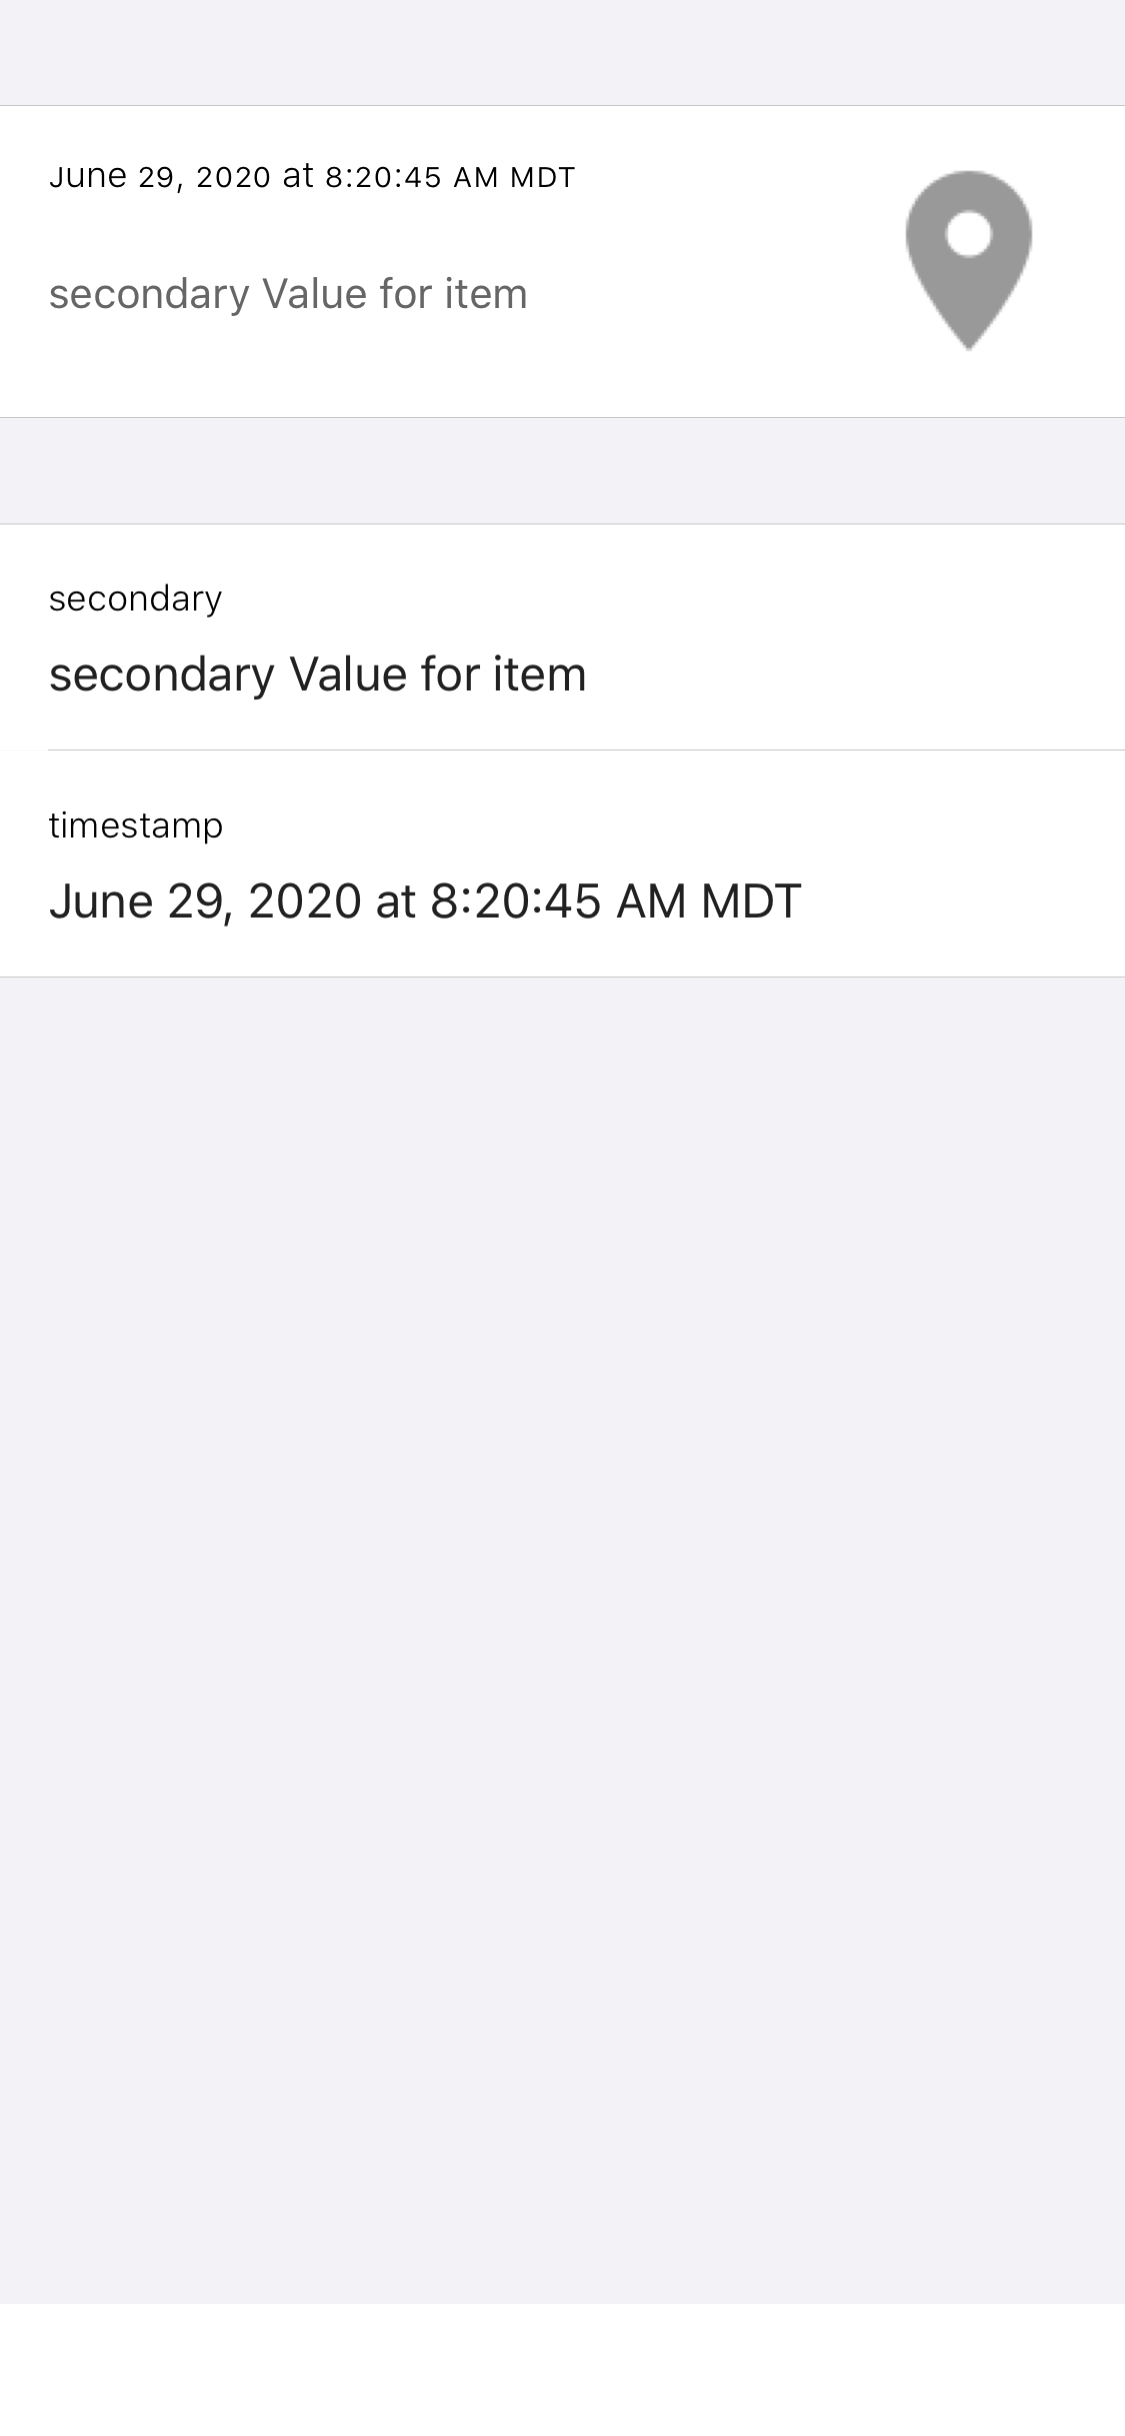 June 29, 2020 at 8:20:45 AM MDT
secondary Value for item
secondary
secondary Value for item
timestamp
June 29, 2020 at 8:20:45 AM MDT